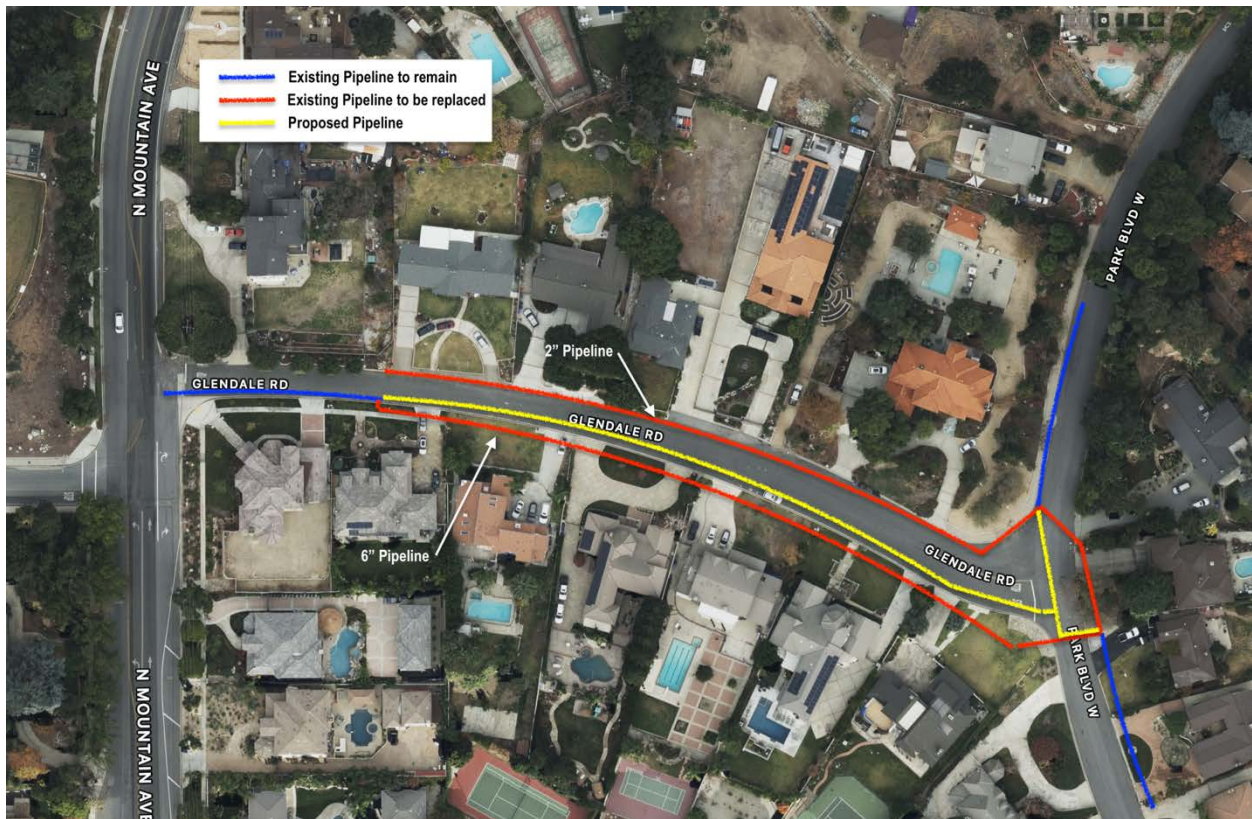 Existing Pipeline to remain
Existing Pipeline to be replaced
Proposed Pipeline
N MOUNTAIN AVE
PARK BLVD W
2" Pipeline
GLENDALE RD
GLENDALE RD
6" Pipeline
GLENDALE RD
PARK BLVD W
N MOUNTAIN AVE